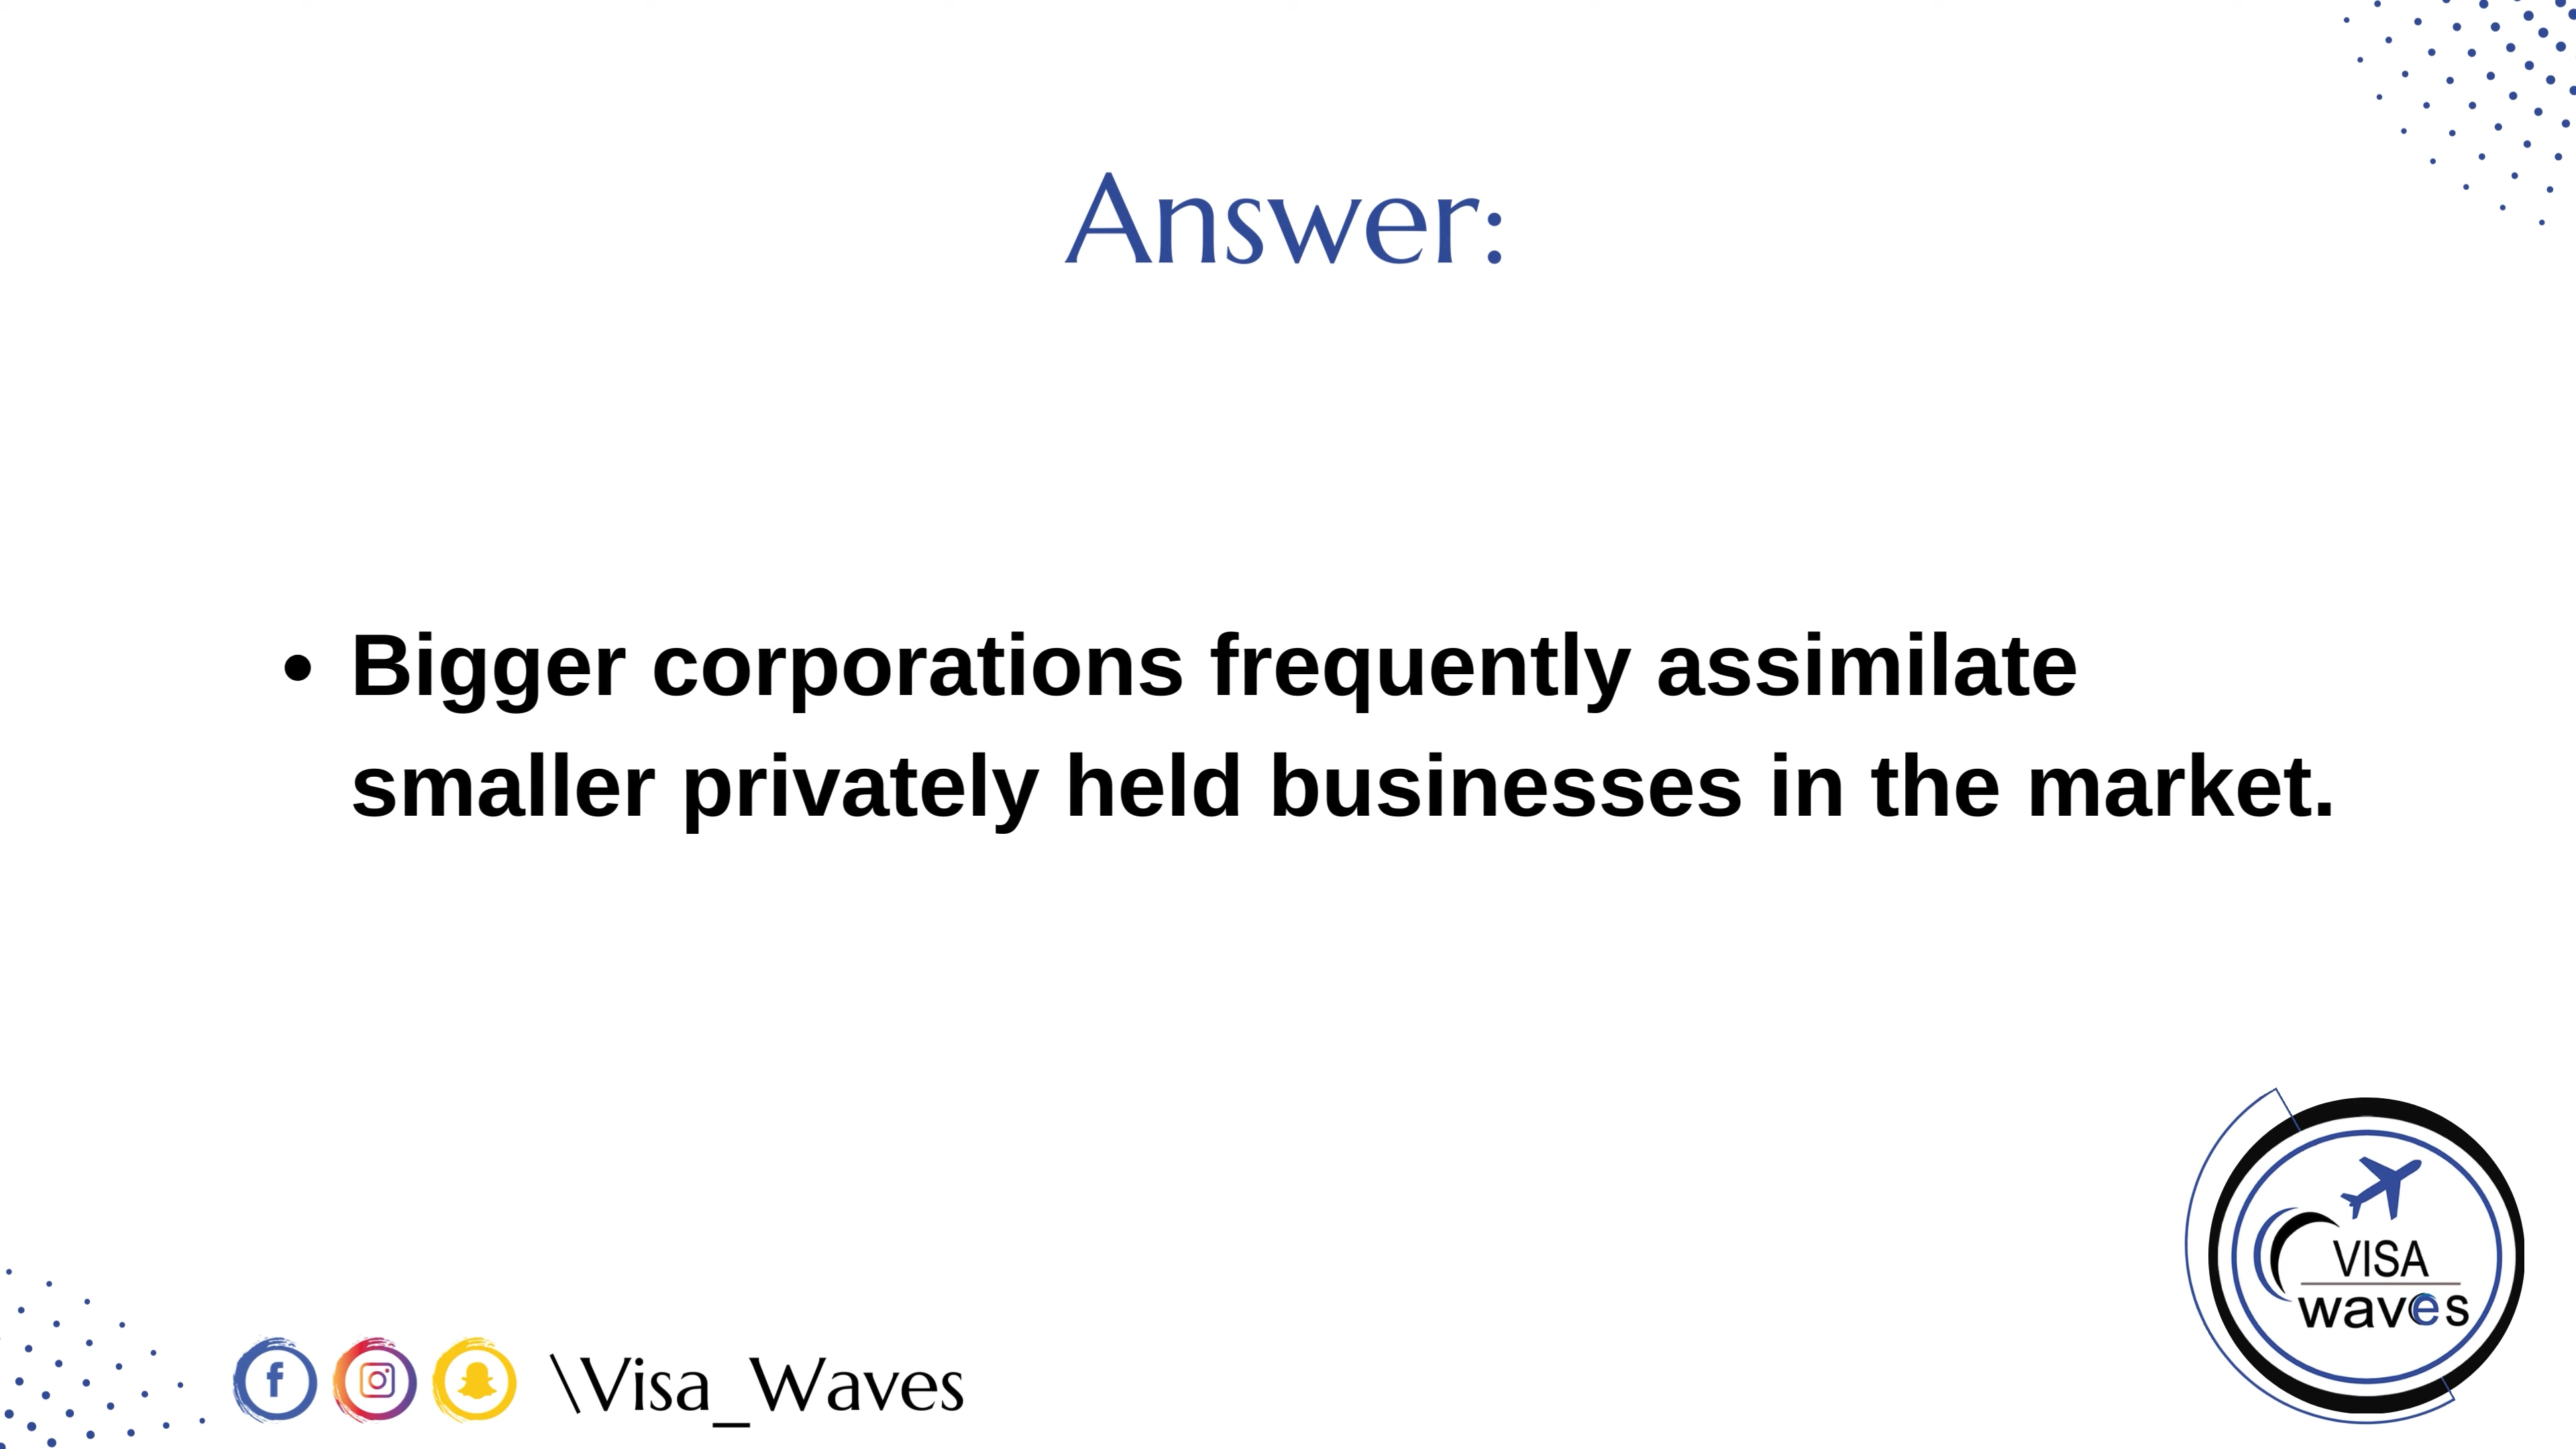 Answer:
• Bigger corporations frequently assimilate
smaller privately held businesses in the market.
VISA
waves
\Visa_Waves